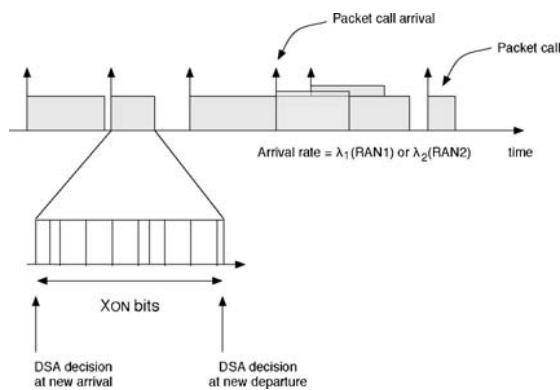 Packet call arrival
Packet call
Arrival rate = λ1(RAN1) or λ2(RAN2)
time
XON bits
DSA decision
at new arrival
DSA decision
at new departure